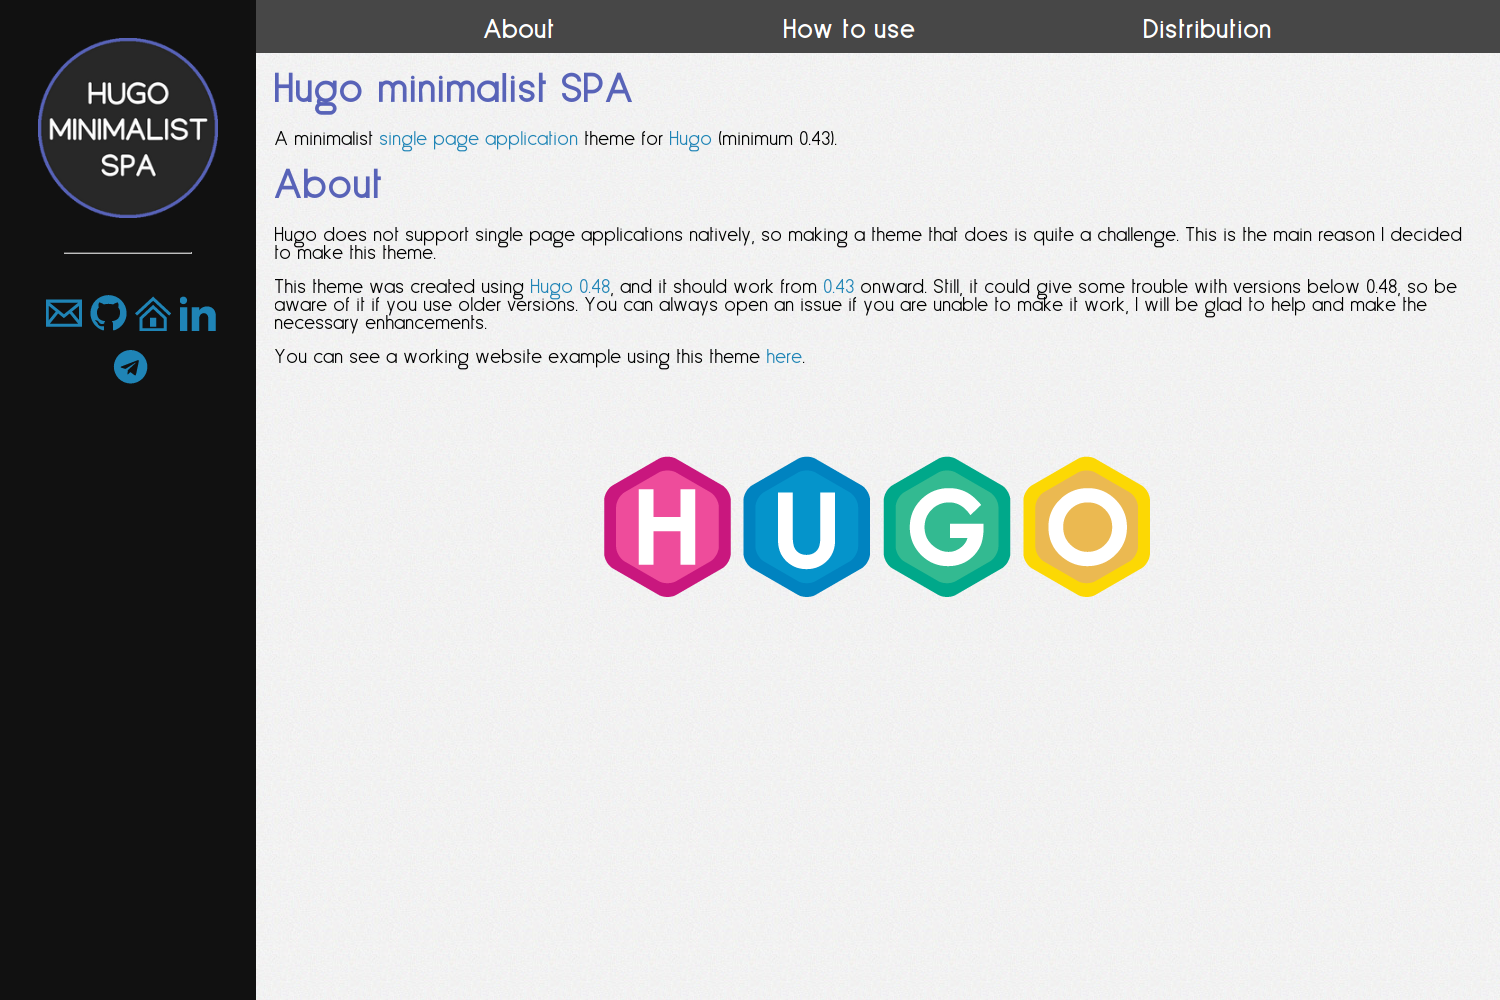 HUGO
MINIMALIST
SPA
About
How to use
Distribution
Hugo minimalist SPA
A minimalist single page application theme for Hugo (minimum 0.43).
About
Hugo does not support single page applications natively, so making a theme that does is quite a challenge. This is the main reason I decided
to make this theme.
This theme was created using Hugo 0.48, and it should work from 0.43 onward. Still, it could give some trouble with versions below 0.48, so be
aware of it if you use older versions. You can always open an issue if you are unable to make it work, I will be glad to help and make the
necessary enhancements.
You can see a working website example using this theme here.
HUGO